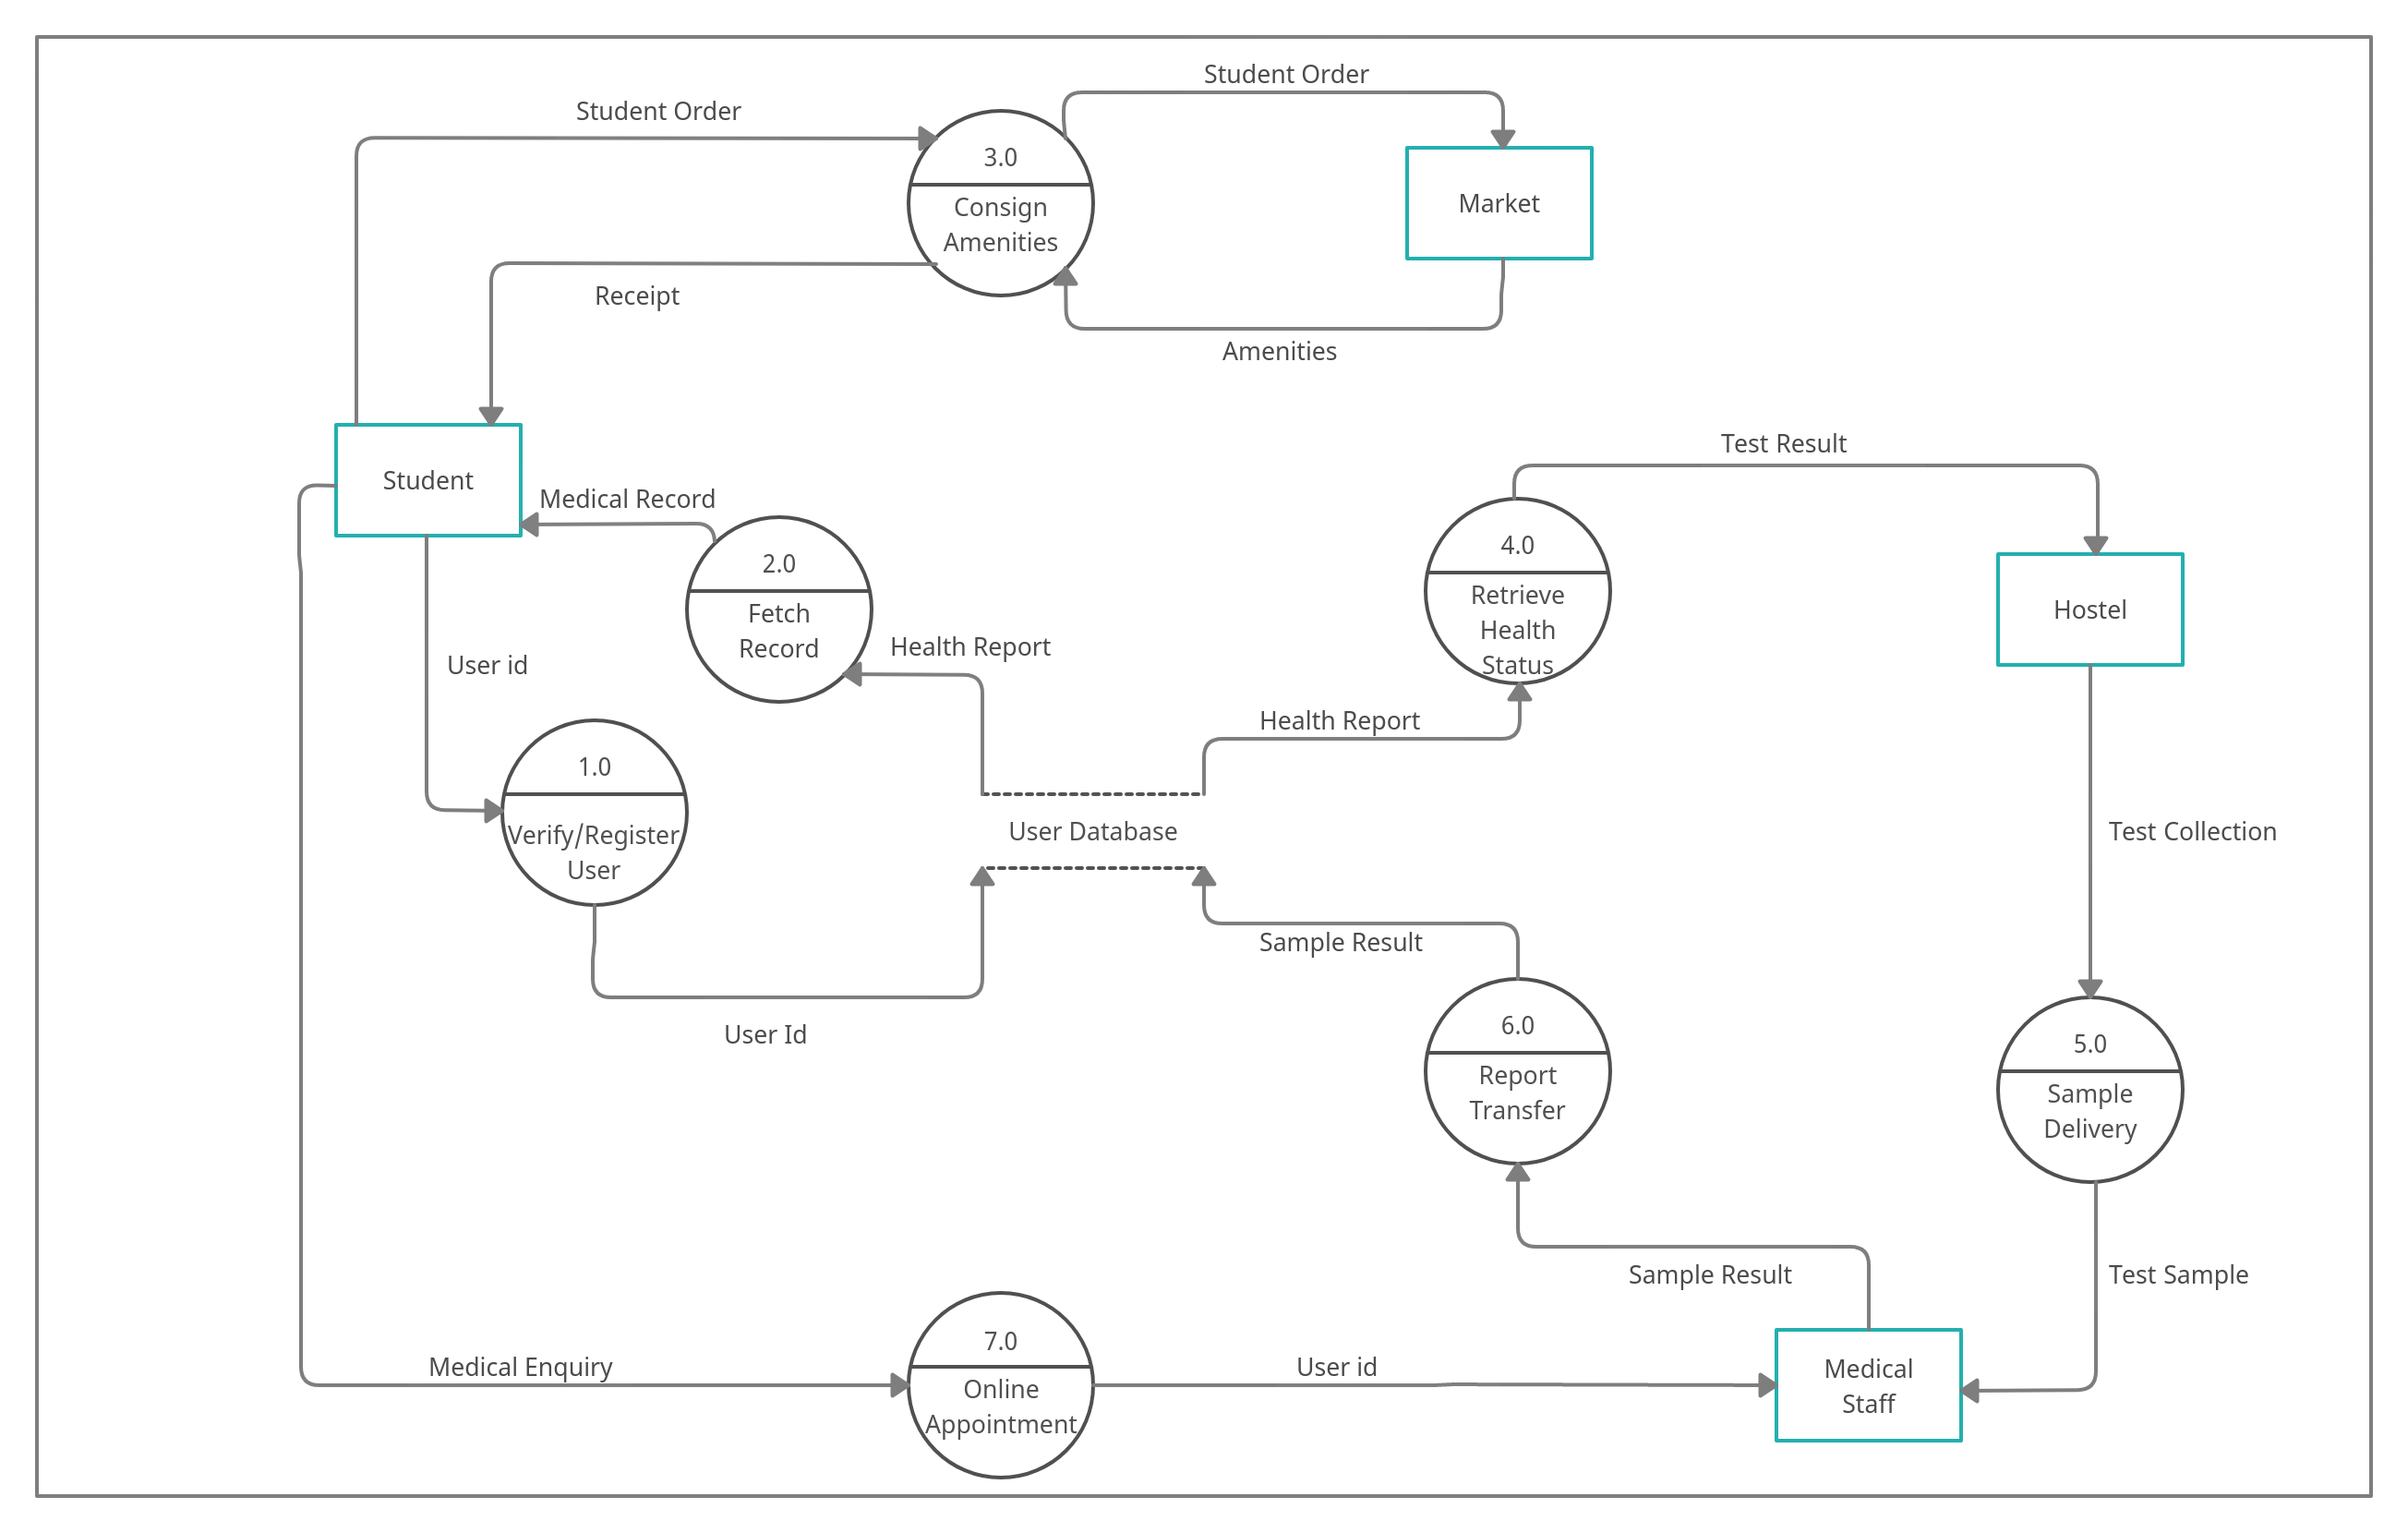 Student Order
Student Order
3.0
Consign
Amenities
Market
Receipt
Amenities
Student
Medical Record
Test Result
2.0
Fetch
Record
4.0
Retrieve
Health
Status
Hostel
User id
Health Report
Health Report
1.0
Verify/Register
User
User Database
Test Collection
Sample Result
User Id
6.0
Report
Transfer
5.0
Sample
Delivery
Sample Result
Test Sample
7.0
Online
Appointment
Medical Enquiry
User id
Medical
Staff